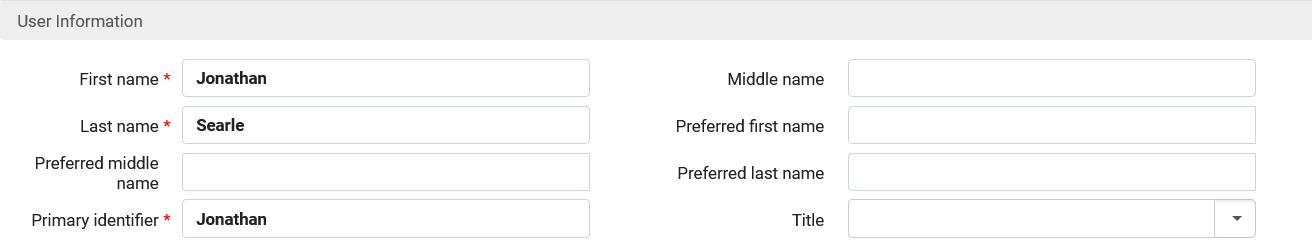 User Information
First name * Jonathan
Middle name
Last name * Searle
Preferred first name
Preferred middle
name
Preferred last name
Primary identifier * Jonathan
Title